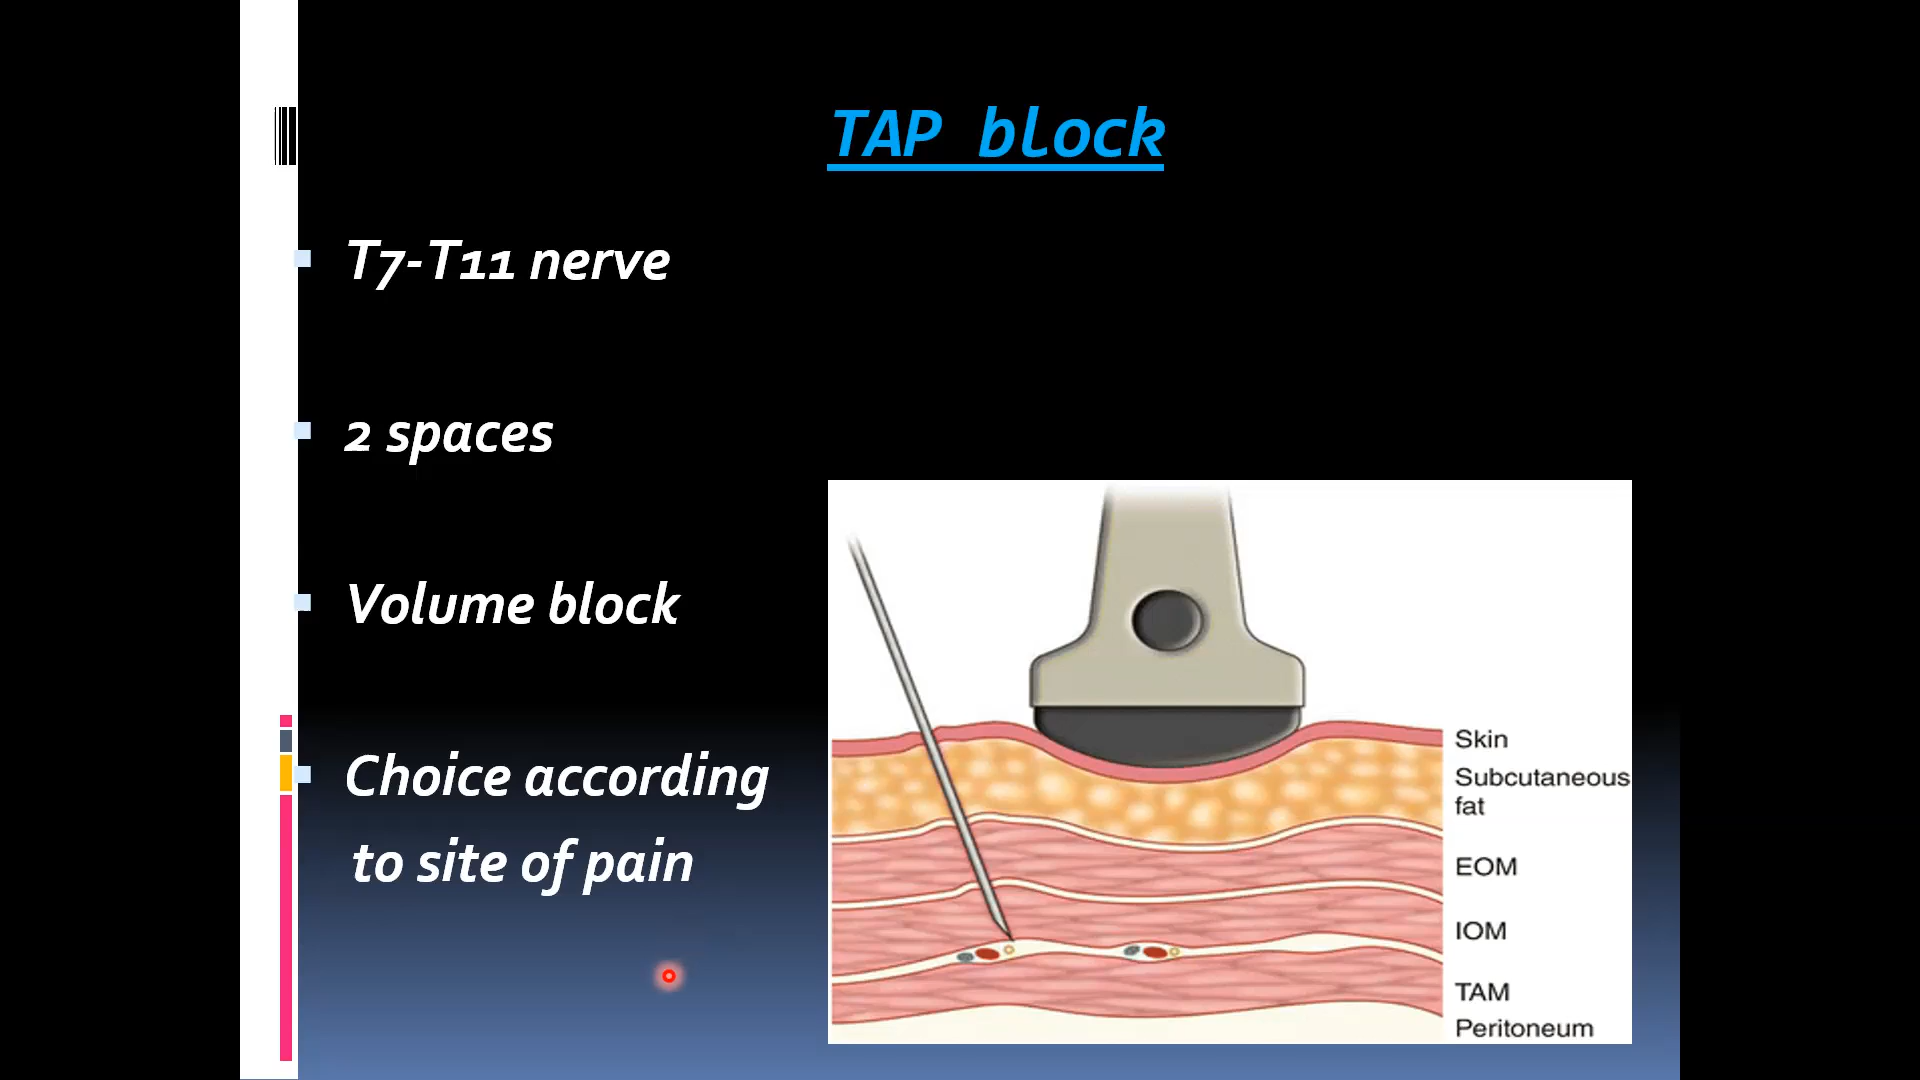 TAP block
T7-T11 nerve
2 spaces
Volume block
Choice according
to site of pain
Skin
Subcutaneous
fat
EOM
IOM
TAM
Peritoneum